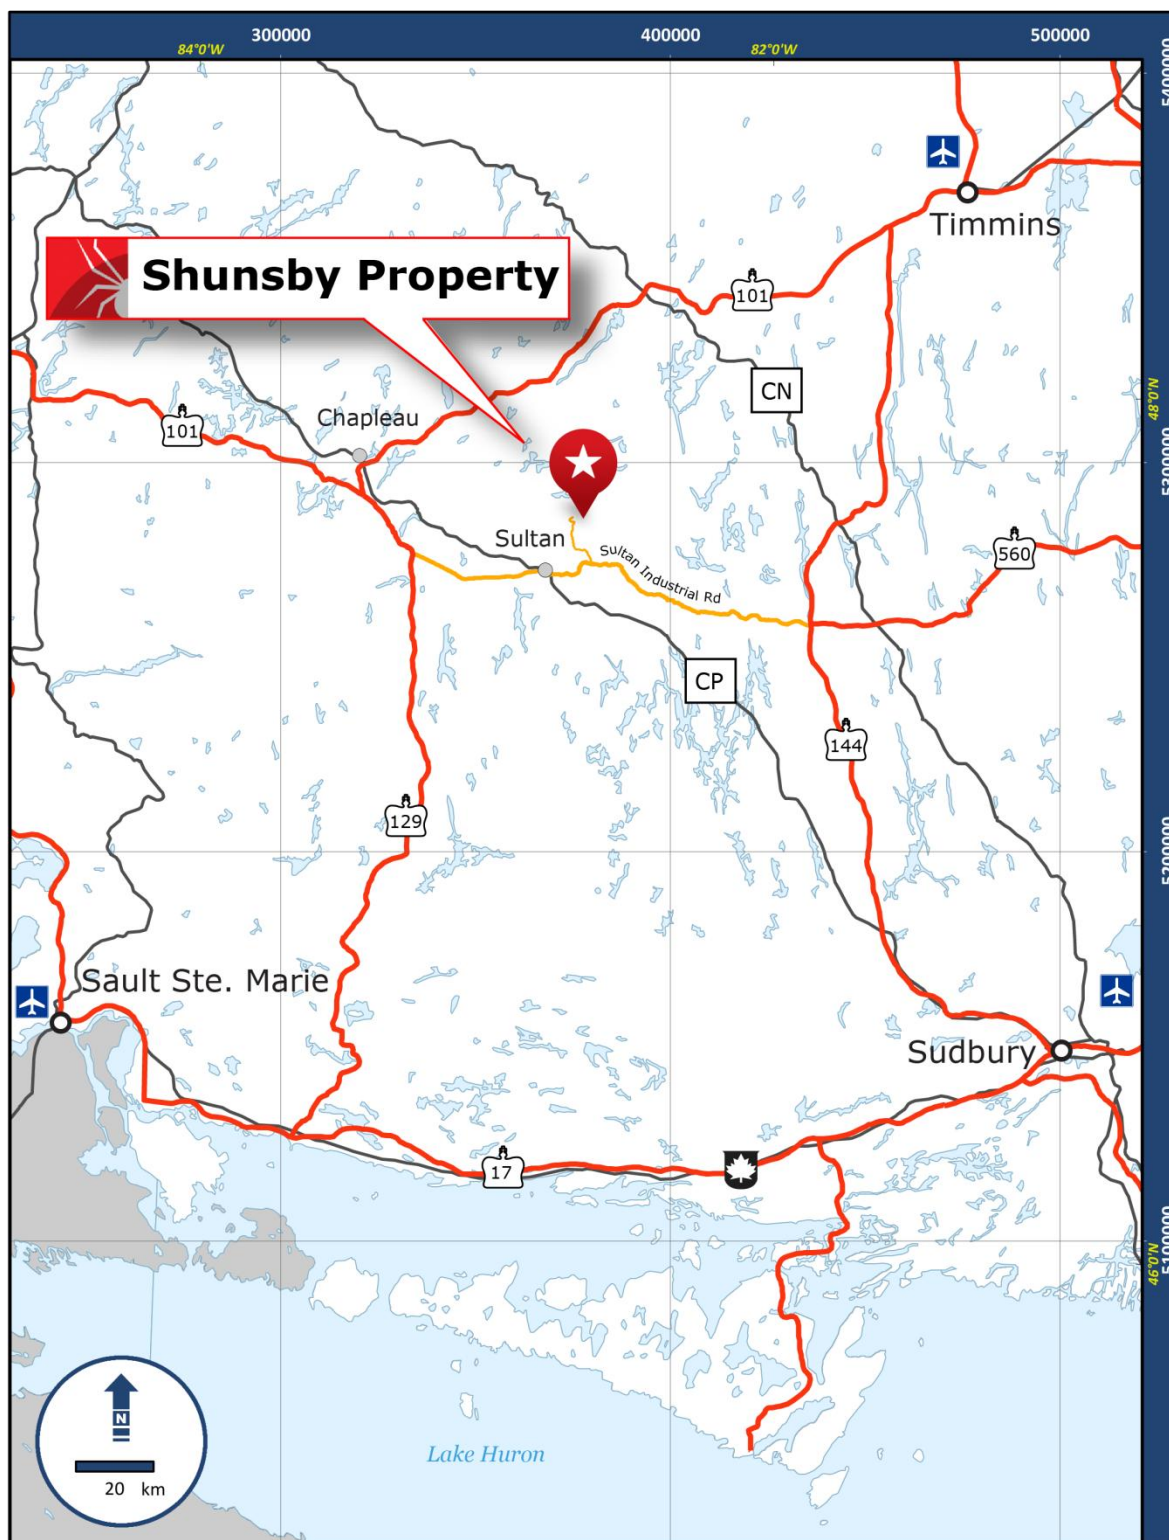 300000
400000
500000
84°0'W
82°0'W
5400000
Timmins
Shunsby Property
101
CN
48°0'N
Chapleau
101
5300000
Sultan
Sultan Industrial Rd
560
CP
144
129
5200000
Sault Ste. Marie
Sudbury
17
5100000
46°0'N
N
Lake Huron
20 km